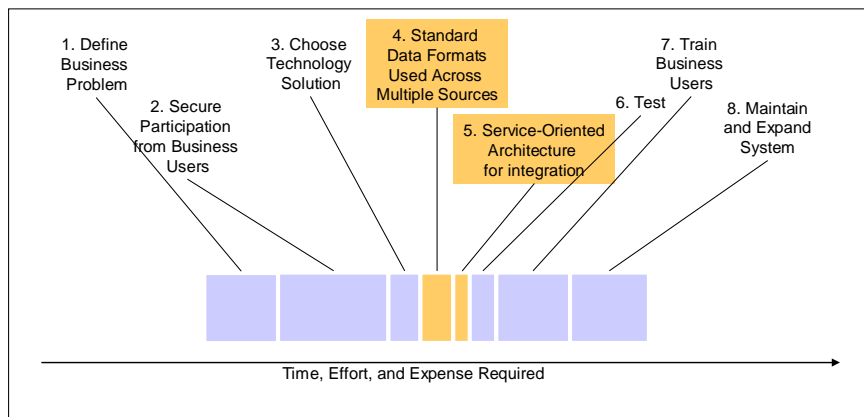 1. Define
Business
Problem
2. Secure
Participation
from Business
Users
3. Choose
Technology
Solution
4. Standard
Data Formats
Used Across
Multiple Sources
5. Service-Oriented
Architecture
for integration
6. Test
7. Train
Business
Users
8. Maintain
and Expand
System
Time, Effort, and Expense Required